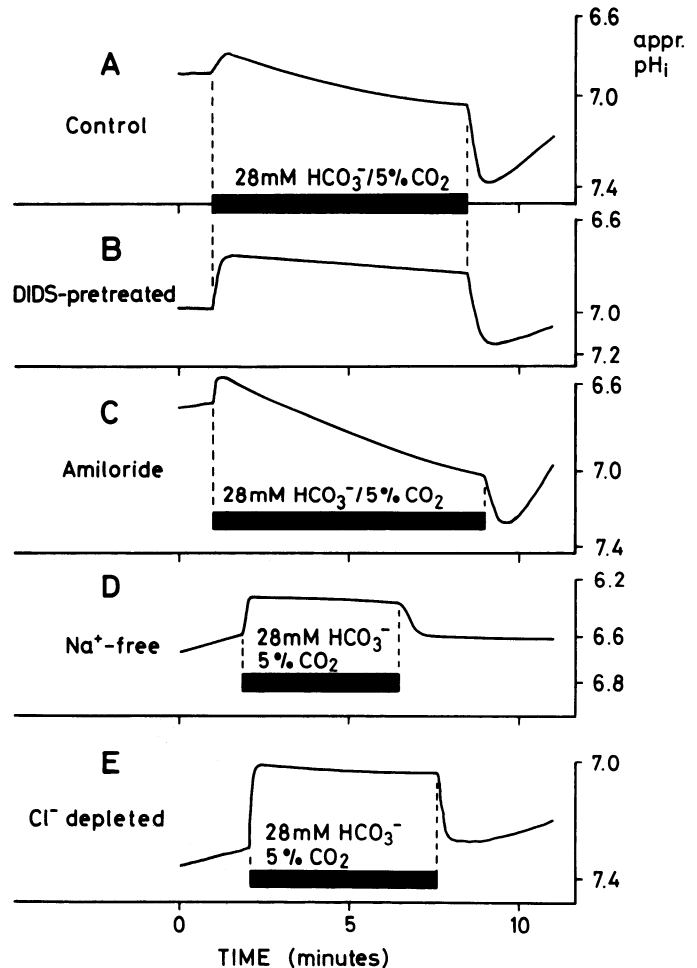 6.6
appr.
pHi
A
7.0
Control
28mM HCO3⁻/5% CO2
7.4
6.6
B
DIDS-pretreated
7.0
7.2
6.6
C
Amiloride
7.0
28mM HCO3⁻/5% CO2
7.4
D
6.2
Na⁺-free
28mM HCO3⁻
5% CO2
6.6
6.8
E
7.0
Cl⁻ depleted
28mM HCO3⁻
5% CO2
7.4
0 5 10
TIME (minutes)